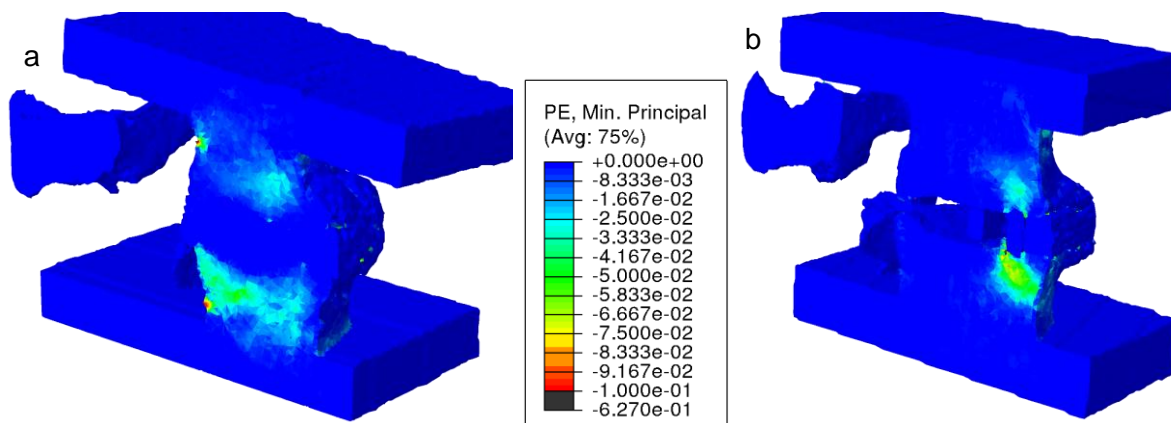 a
b
PE, Min. Principal
(Avg: 75%)
+0.000e+00
-8.333e-03
-1.667e-02
-2.500e-02
-3.333e-02
-4.167e-02
-5.000e-02
-5.833e-02
-6.667e-02
-7.500e-02
-8.333e-02
-9.167e-02
-1.000e-01
-6.270e-01